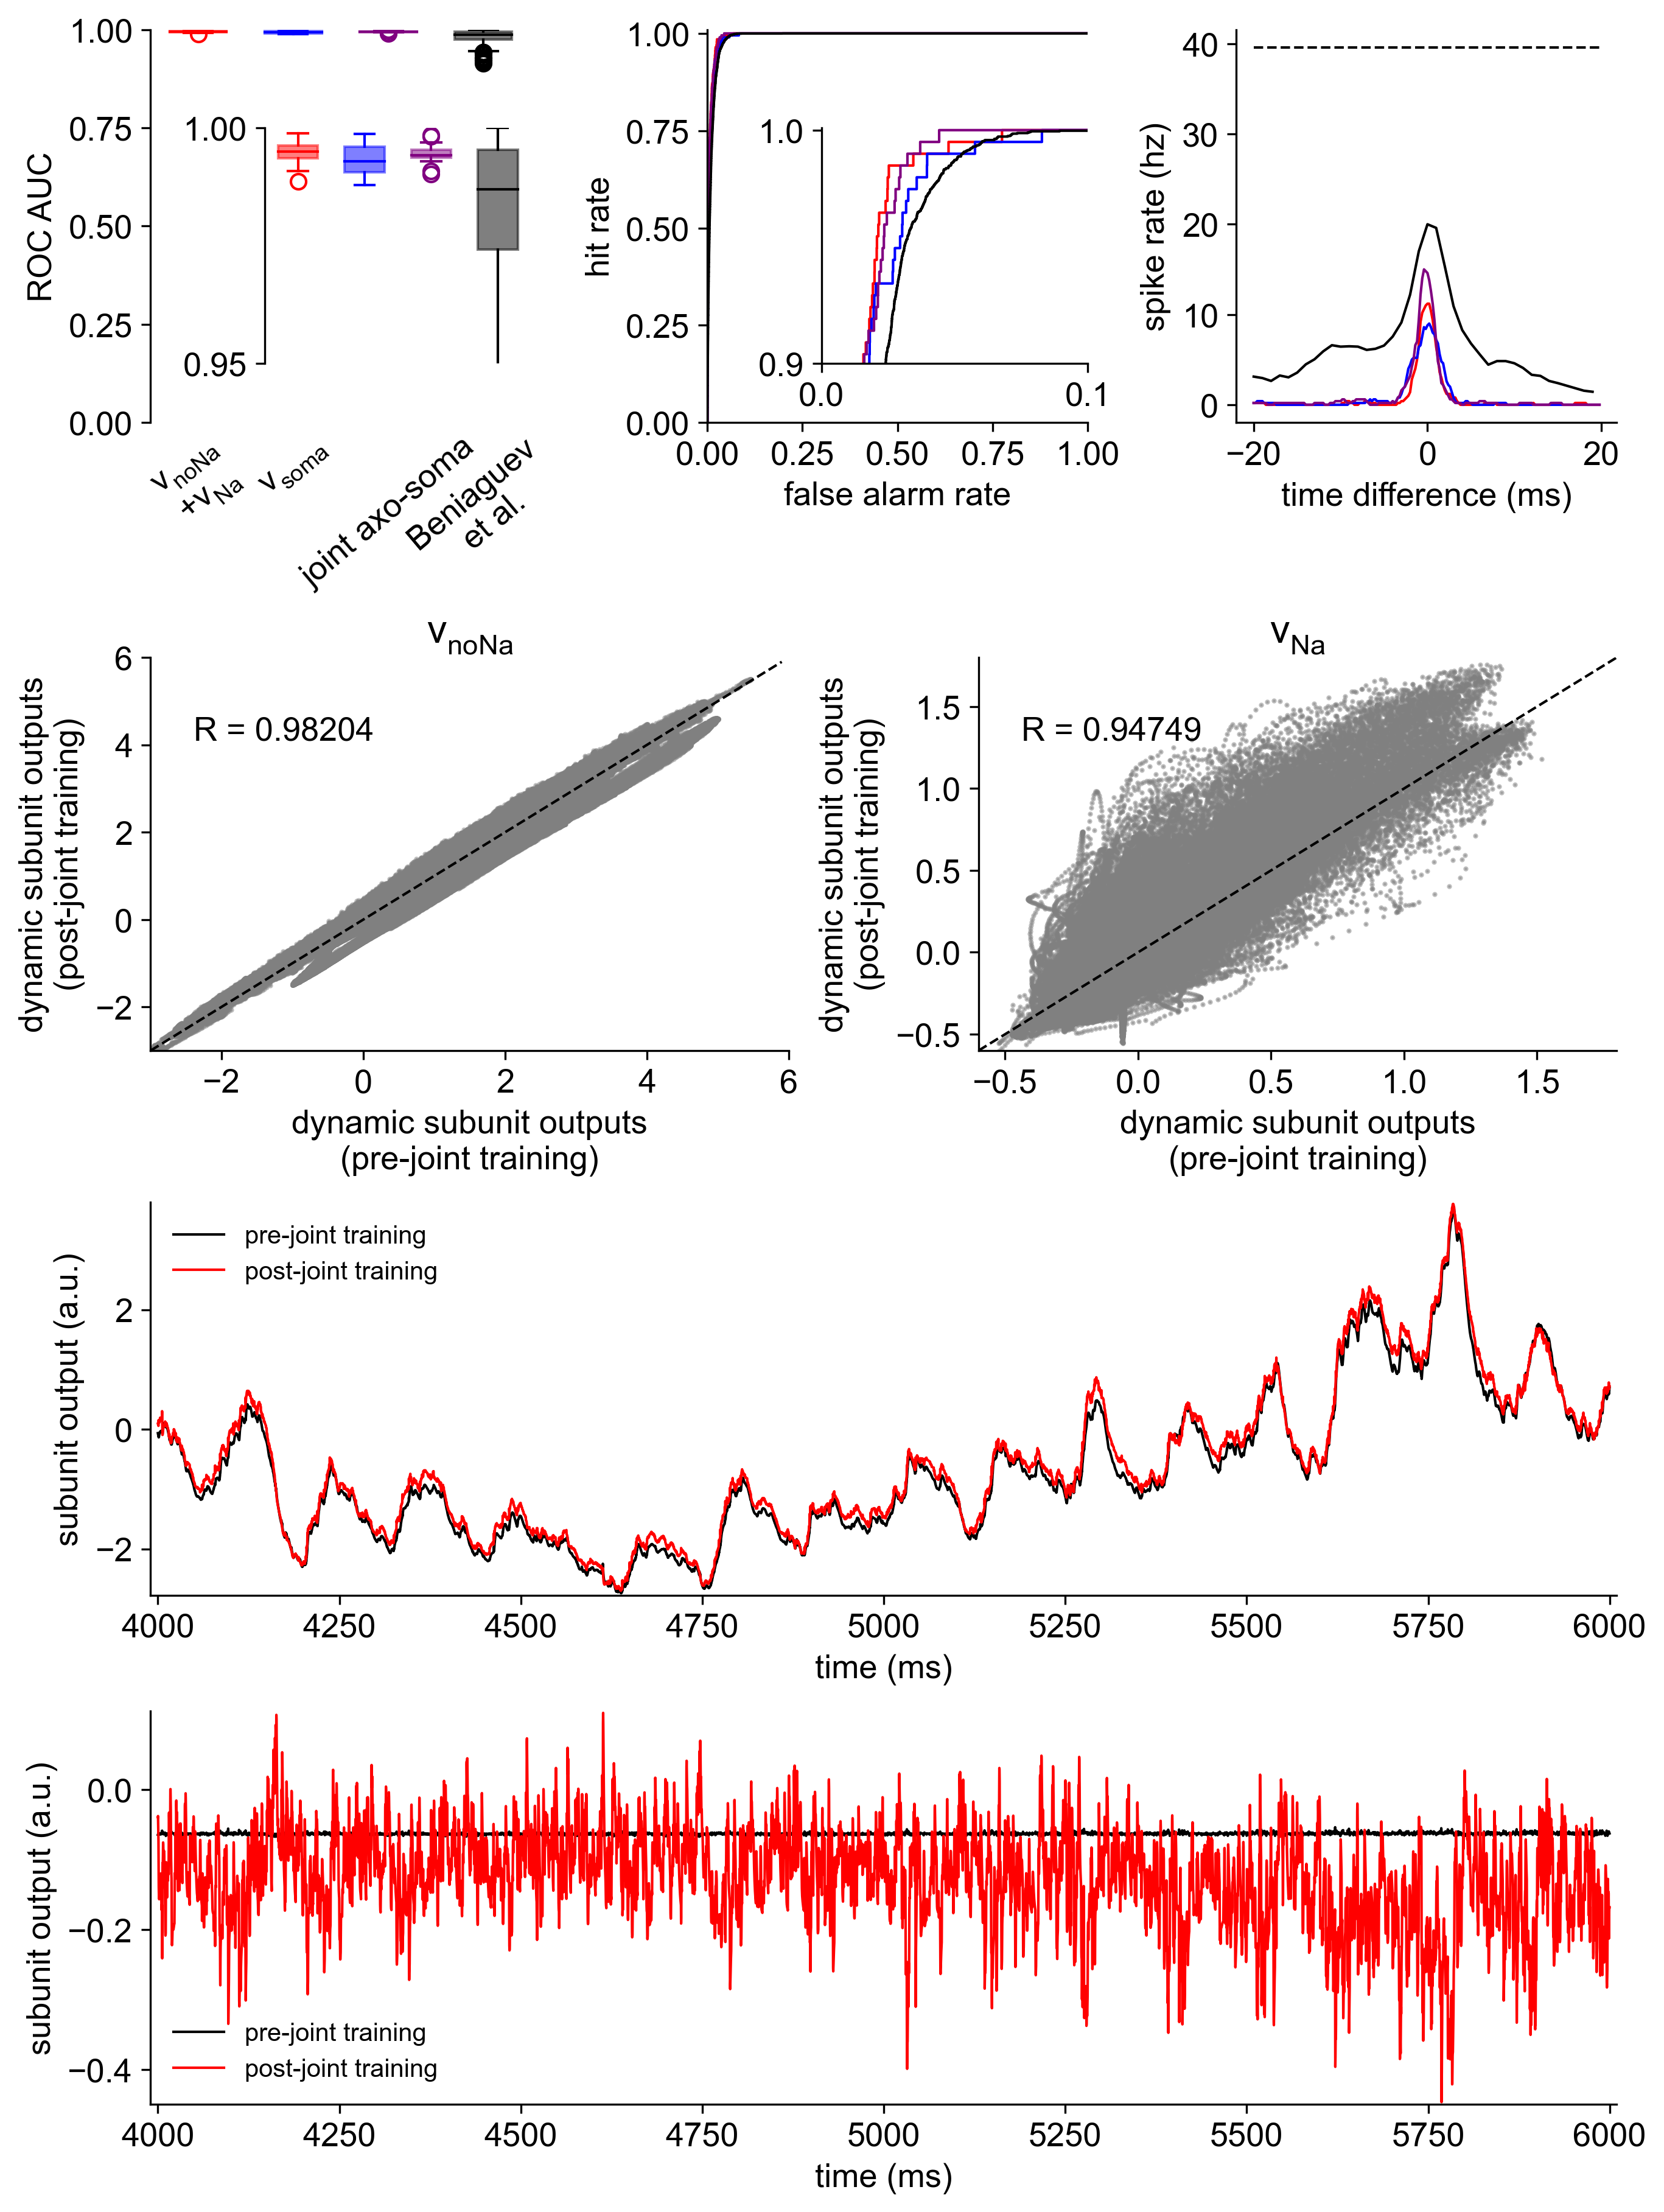 ROC AUC
1.00
0.75
0.50
0.25
0.00
1.00
0.95
vnoNa
+vNa
vsoma
joint axo-soma
Beniaguev
et al.
hit rate
1.00
0.75
0.50
0.25
0.00
1.0
0.9
0.0
0.1
0.00
0.25
0.50
0.75
1.00
false alarm rate
spike rate (hz)
40
30
20
10
0
−20
0
20
time difference (ms)
vnoNa
dynamic subunit outputs
(post-joint training)
R = 0.98204
6
4
2
0
−2
−2
0
2
4
6
dynamic subunit outputs
(pre-joint training)
vNa
dynamic subunit outputs
(post-joint training)
R = 0.94749
1.5
1.0
0.5
0.0
−0.5
−0.5
0.0
0.5
1.0
1.5
dynamic subunit outputs
(pre-joint training)
subunit output (a.u.)
pre-joint training
post-joint training
2
0
−2
4000
4250
4500
4750
5000
5250
5500
5750
6000
time (ms)
subunit output (a.u.)
0.0
−0.2
−0.4
pre-joint training
post-joint training
4000
4250
4500
4750
5000
5250
5500
5750
6000
time (ms)